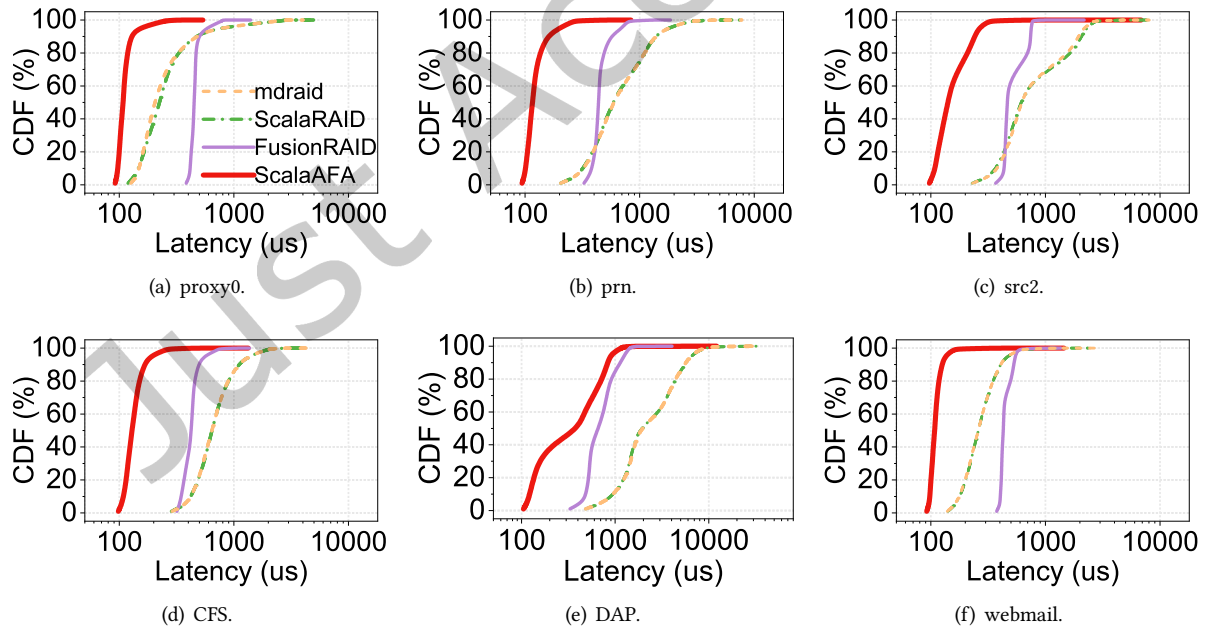 CDF (%)
100
80
60
40
20
0
mdraid
ScalaRAID
FusionRAID
ScalaAFA
100 1000 10000
Latency (us)
(a) proxy0.
CDF (%)
100
80
60
40
20
0
100 1000 10000
Latency (us)
(b) prn.
CDF (%)
100
80
60
40
20
0
100 1000 10000
Latency (us)
(c) src2.
CDF (%)
100
80
60
40
20
0
100 1000 10000
Latency (us)
(d) CFS.
CDF (%)
100
80
60
40
20
0
100 1000 10000
Latency (us)
(e) DAP.
CDF (%)
100
80
60
40
20
0
100 1000 10000
Latency (us)
(f) webmail.
Just Acc